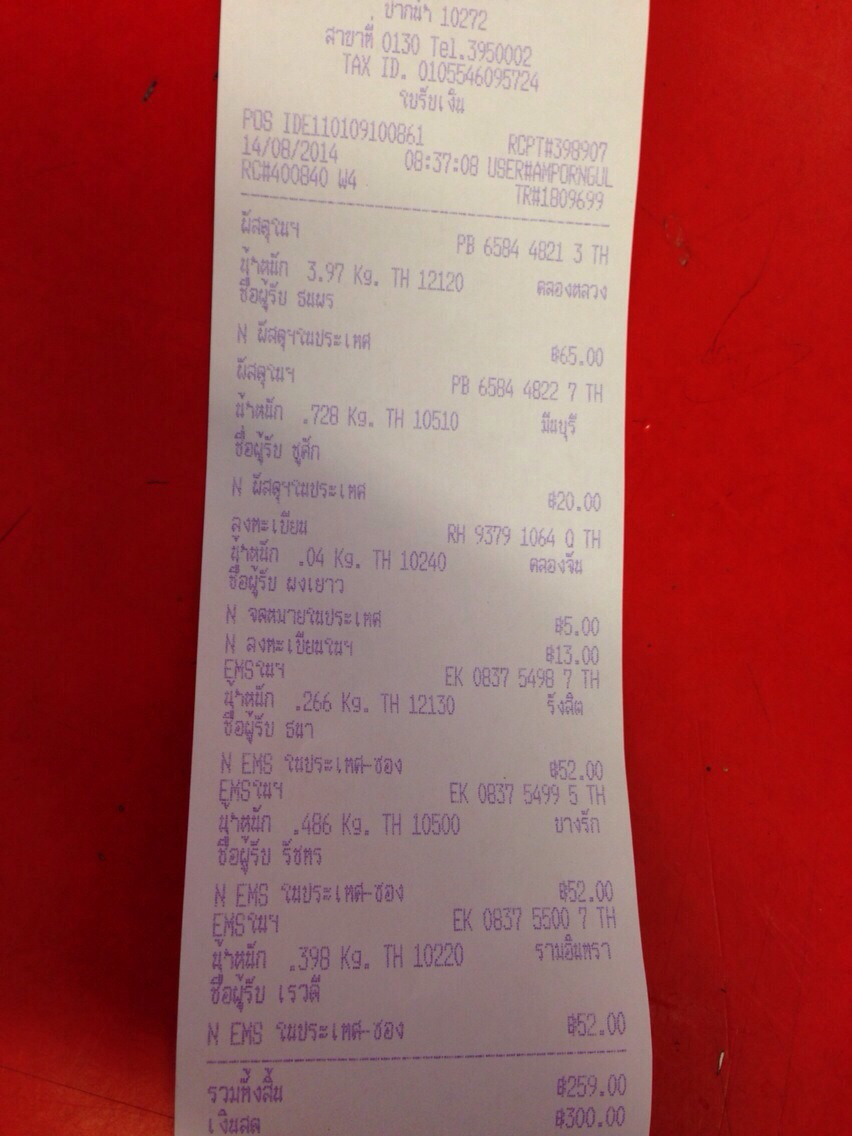 ปากน้ำ 10272
สาขาที่ 0130 Tel.3950002
TAX ID. 0105546095724
ใบรับเงิน
POS IDE110109100861 RCPT#398907
14/08/2014 08:37:08 USER#AMPORNGUL
RC#400840 W4 TR#1809699
พัสดุในฯ PB 6584 4821 3 TH
น้ำหนัก 3.97 Kg. TH 12120 คลองหลวง
ชื่อผู้รับ ธนพร
N พัสดุฯในประเทศ ฿65.00
พัสดุในฯ PB 6584 4822 7 TH
น้ำหนัก .728 Kg. TH 10510 มีนบุรี
ชื่อผู้รับ ชูศัก
N พัสดุฯในประเทศ ฿20.00
ลงทะเบียน RH 9379 1064 0 TH
น้ำหนัก .04 Kg. TH 10240 คลองจั่น
ชื่อผู้รับ ผงเยาว
N จดหมายในประเทศ ฿5.00
N ลงทะเบียนในฯ ฿13.00
EMSในฯ EK 0837 5498 7 TH
น้ำหนัก .266 Kg. TH 12130 รังสิต
ชื่อผู้รับ ธนา
N EMS ในประเทศ-ซอง ฿52.00
EMSในฯ EK 0837 5499 5 TH
น้ำหนัก .486 Kg. TH 10500 บางรัก
ชื่อผู้รับ รัชทร
N EMS ในประเทศ-ซอง ฿52.00
EMSในฯ EK 0837 5500 7 TH
น้ำหนัก .398 Kg. TH 10220 รามอินทรา
ชื่อผู้รับ เรวดี
N EMS ในประเทศ-ซอง ฿52.00
รวมทั้งสิ้น ฿259.00
เงินสด ฿300.00